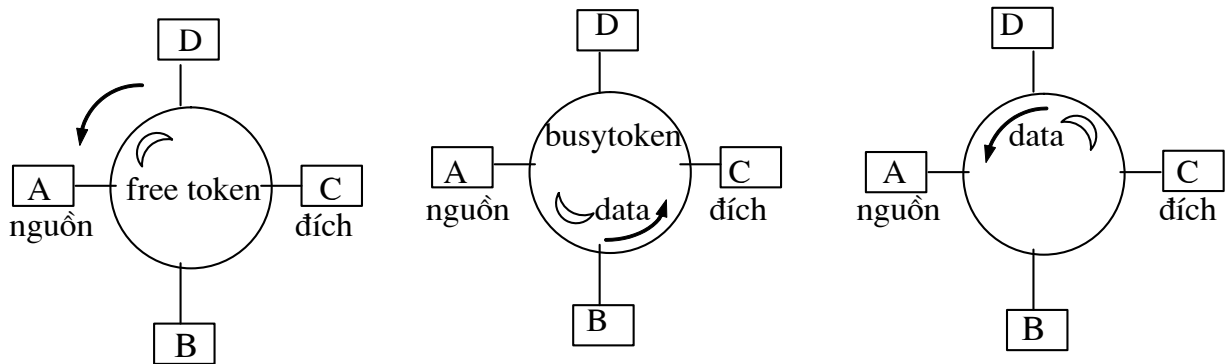 D
A
free token
C
nguồn
đích
B
D
busytoken
A
C
nguồn
data
đích
B
D
data
A
C
nguồn
đích
B